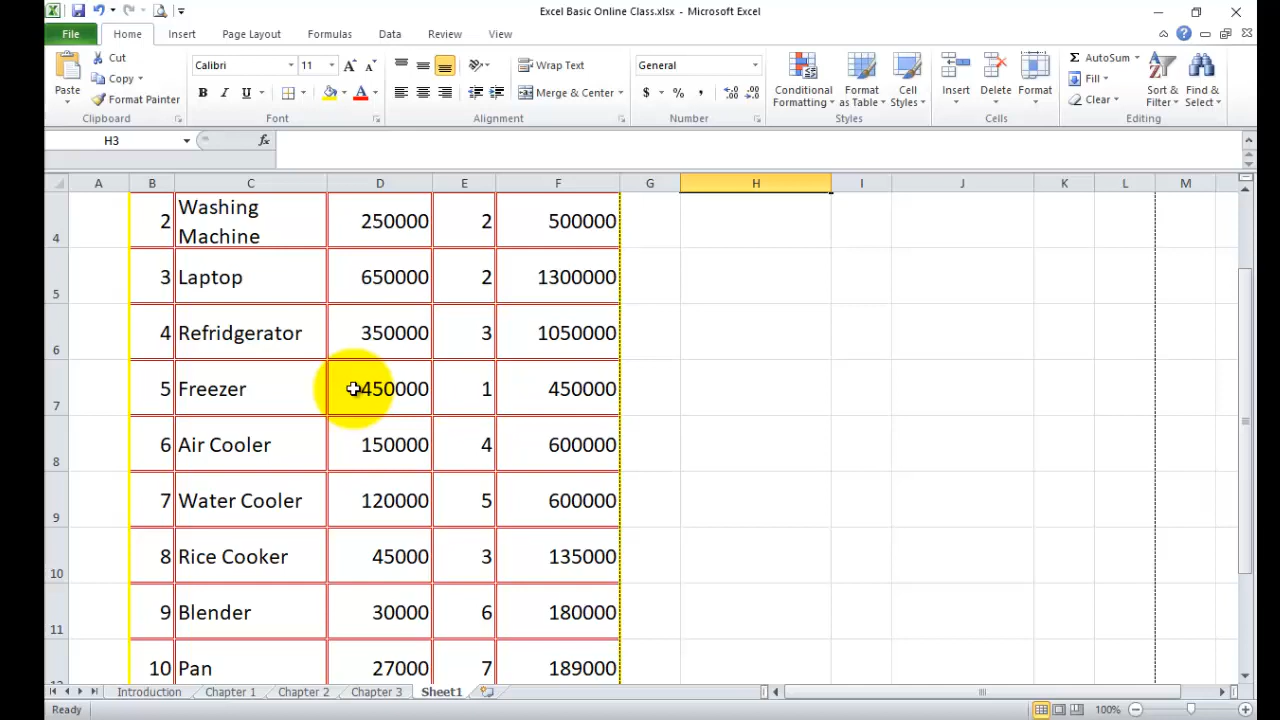 Excel Basic Online Class.xlsx - Microsoft Excel
File Home Insert Page Layout Formulas Data Review View
Paste Cut Copy Format Painter Clipboard
Calibri 11 B I U Font
Wrap Text Merge & Center Alignment
General $ % , Number
Conditional Formatting Format as Table Cell Styles Styles
Insert Delete Format Cells
Σ AutoSum Fill Clear Sort & Filter Find & Select Editing
H3 fx
A B C D E F G H I J K L M
4 2 Washing Machine 250000 2 500000
5 3 Laptop 650000 2 1300000
6 4 Refridgerator 350000 3 1050000
7 5 Freezer 450000 1 450000
8 6 Air Cooler 150000 4 600000
9 7 Water Cooler 120000 5 600000
10 8 Rice Cooker 45000 3 135000
11 9 Blender 30000 6 180000
10 Pan 27000 7 189000
Introduction Chapter 1 Chapter 2 Chapter 3 Sheet1
Ready 100%